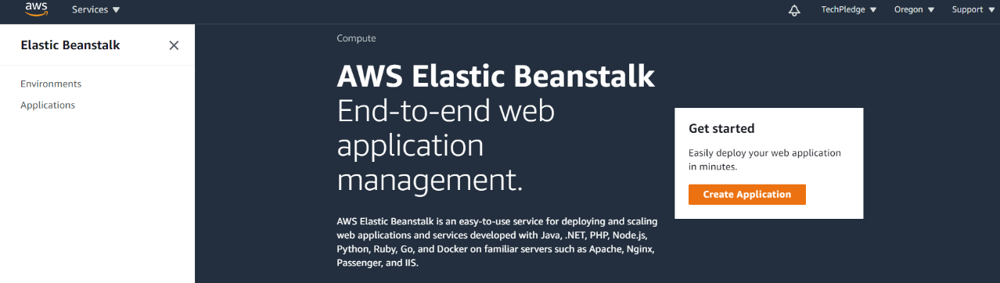 aws Services TechPledge Oregon Support
Elastic Beanstalk
Environments
Applications
Compute
AWS Elastic Beanstalk
End-to-end web
application
management.
AWS Elastic Beanstalk is an easy-to-use service for deploying and scaling
web applications and services developed with Java, .NET, PHP, Node.js,
Python, Ruby, Go, and Docker on familiar servers such as Apache, Nginx,
Passenger, and IIS.
Get started
Easily deploy your web application
in minutes.
Create Application